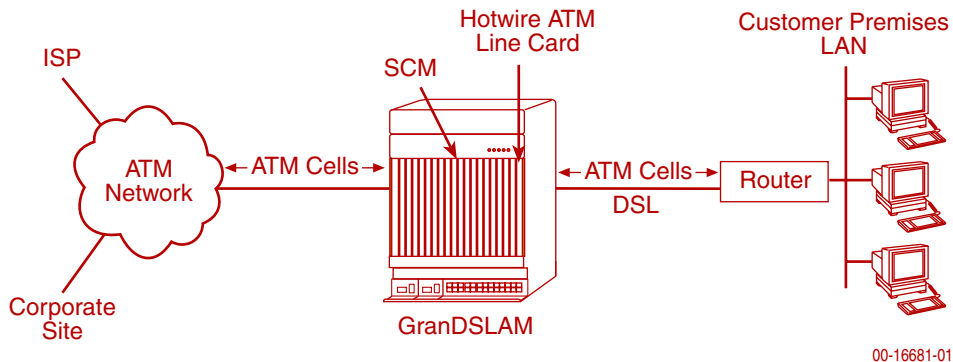 ISP
ATM
Network
Corporate
Site
ATM Cells
SCM
Hotwire ATM
Line Card
GranDSLAM
ATM Cells
DSL
Router
Customer Premises
LAN
00-16681-01